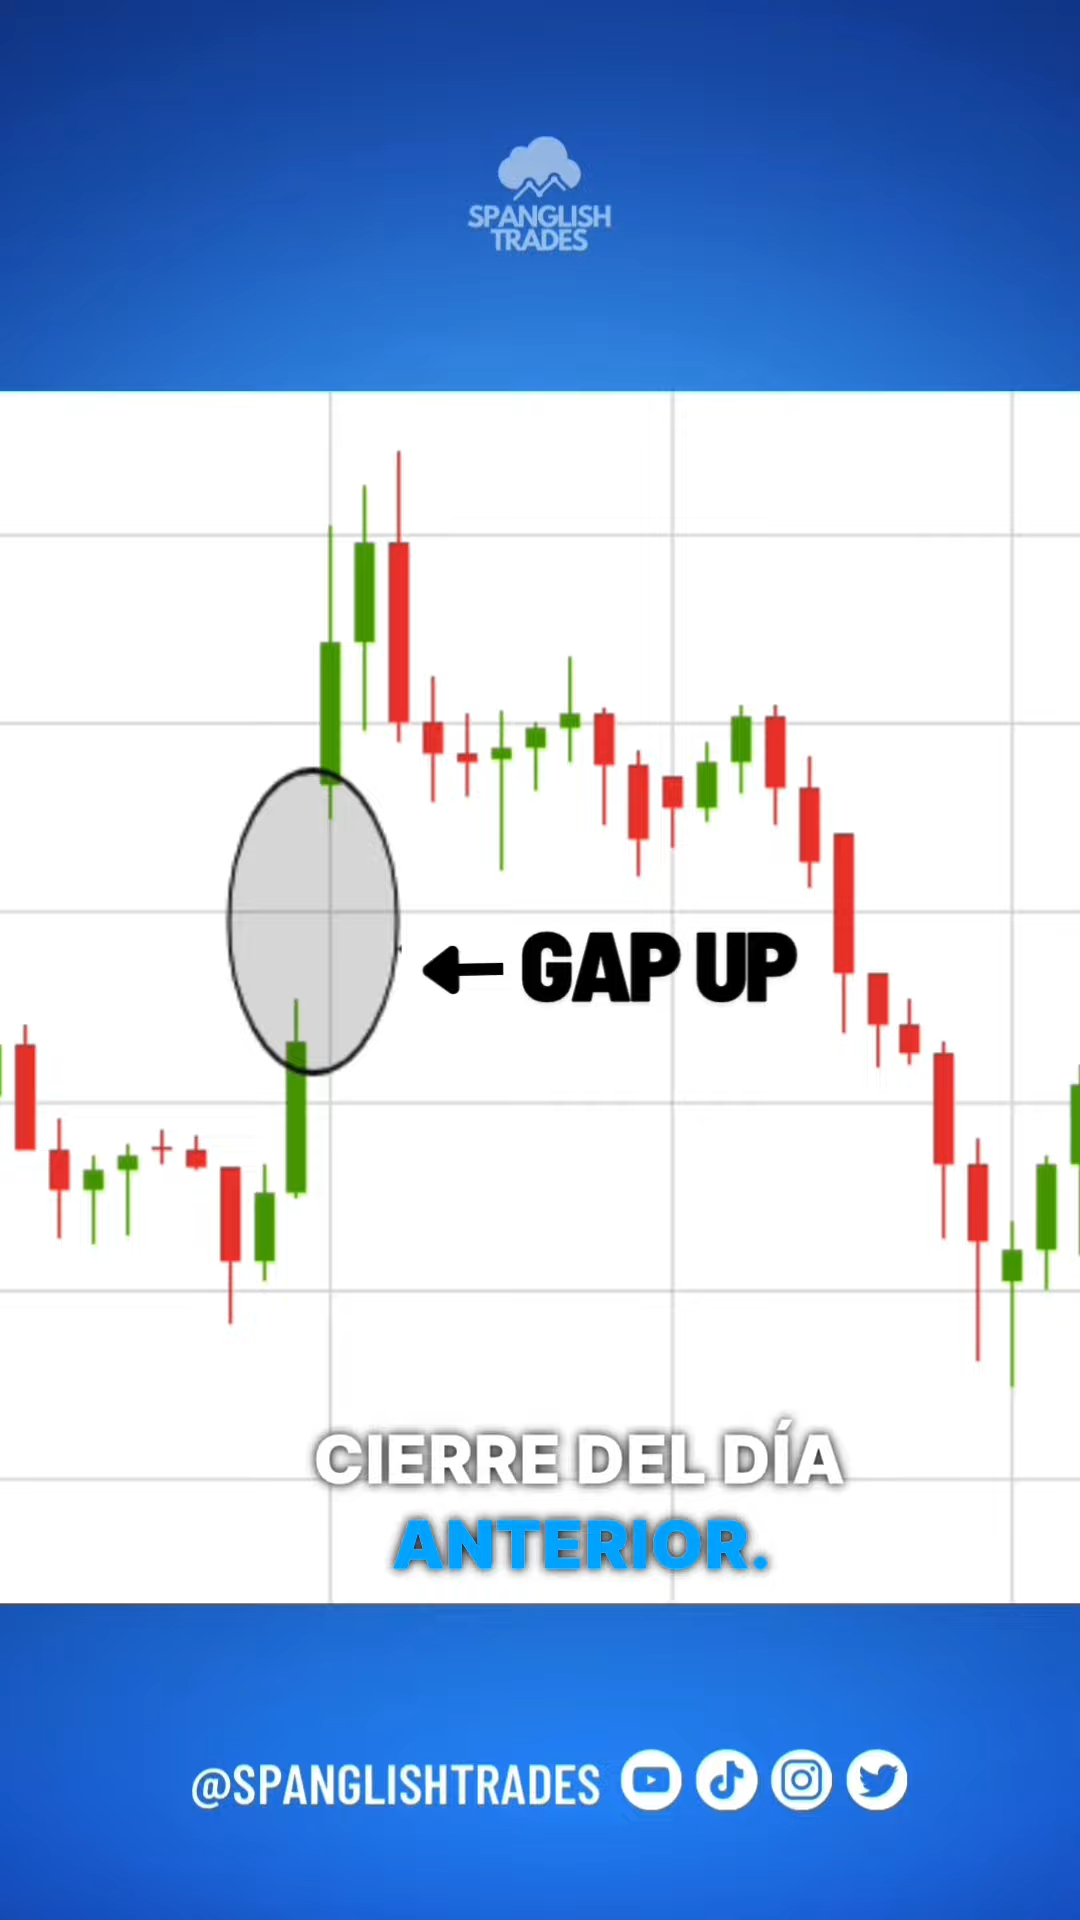 SPANGLISH
TRADES
GAP UP
CIERRE DEL DÍA
ANTERIOR.
@SPANGLISHTRADES